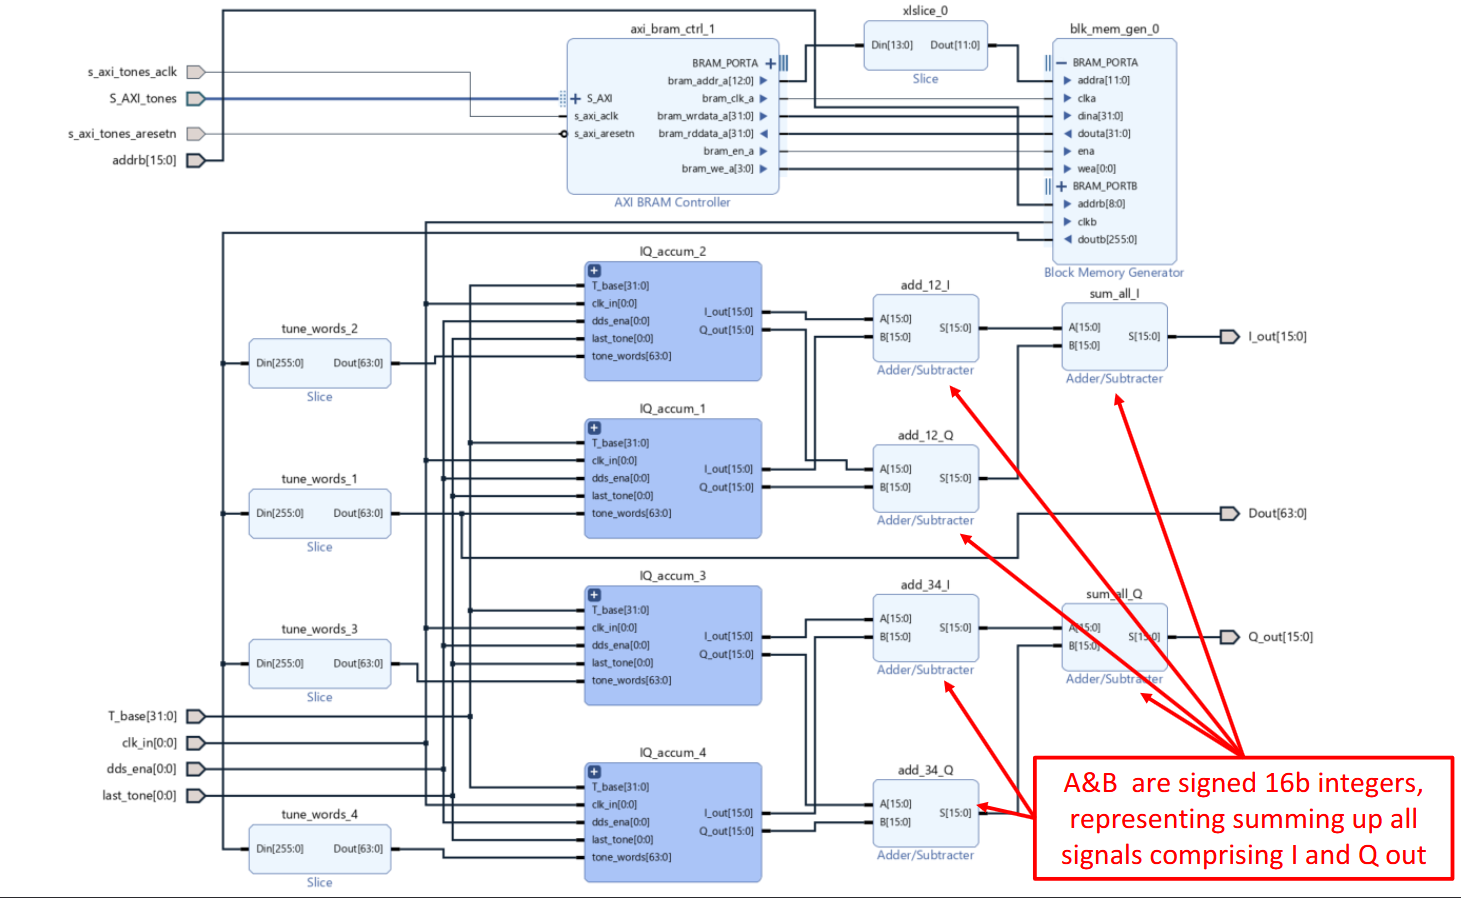 xlslice_0
Din[13:0] Dout[11:0]
Slice
axi_bram_ctrl_1
BRAM_PORTA
bram_addr_a[12:0]
S_AXI bram_clk_a
s_axi_aclk bram_wrdata_a[31:0]
s_axi_aresetn bram_rddata_a[31:0]
bram_en_a
bram_we_a[3:0]
AXI BRAM Controller
blk_mem_gen_0
BRAM_PORTA
addra[11:0]
clka
dina[31:0]
douta[31:0]
ena
wea[0:0]
BRAM_PORTB
addrb[8:0]
clkb
doutb[255:0]
Block Memory Generator
s_axi_tones_aclk
S_AXI_tones
s_axi_tones_aresetn
addrb[15:0]
IQ_accum_2
T_base[31:0]
clk_in[0:0]
dds_ena[0:0]
last_tone[0:0]
tone_words[63:0]
I_out[15:0]
Q_out[15:0]
add_12_I
A[15:0]
B[15:0]
S[15:0]
Adder/Subtracter
sum_all_I
A[15:0]
B[15:0]
S[15:0]
Adder/Subtracter
I_out[15:0]
tune_words_2
Din[255:0] Dout[63:0]
Slice
IQ_accum_1
T_base[31:0]
clk_in[0:0]
dds_ena[0:0]
last_tone[0:0]
tone_words[63:0]
I_out[15:0]
Q_out[15:0]
add_12_Q
A[15:0]
B[15:0]
S[15:0]
Adder/Subtracter
tune_words_1
Din[255:0] Dout[63:0]
Slice
Dout[63:0]
IQ_accum_3
T_base[31:0]
clk_in[0:0]
dds_ena[0:0]
last_tone[0:0]
tone_words[63:0]
I_out[15:0]
Q_out[15:0]
add_34_I
A[15:0]
B[15:0]
S[15:0]
Adder/Subtracter
sum_all_Q
A[15:0]
B[15:0]
S[15:0]
Adder/Subtracter
Q_out[15:0]
tune_words_3
Din[255:0] Dout[63:0]
Slice
T_base[31:0]
clk_in[0:0]
dds_ena[0:0]
last_tone[0:0]
IQ_accum_4
T_base[31:0]
clk_in[0:0]
dds_ena[0:0]
last_tone[0:0]
tone_words[63:0]
I_out[15:0]
Q_out[15:0]
add_34_Q
A[15:0]
B[15:0]
S[15:0]
Adder/Subtracter
tune_words_4
Din[255:0] Dout[63:0]
Slice
A&B are signed 16b integers,
representing summing up all
signals comprising I and Q out